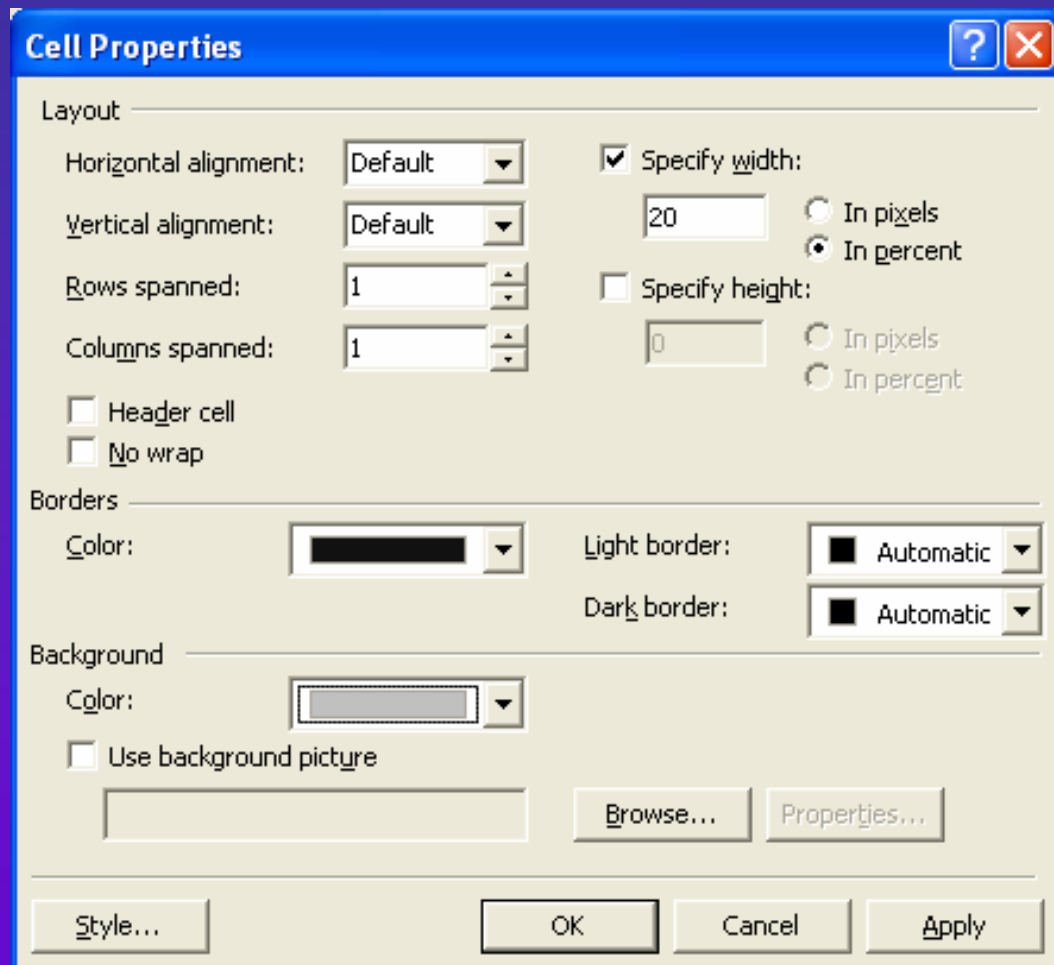 Cell Properties
Layout
Horizontal alignment: Default
Specify width:
Vertical alignment: Default
20
In pixels
In percent
Rows spanned: 1
Specify height:
Columns spanned: 1
0
In pixels
In percent
Header cell
No wrap
Borders
Color:
Light border: Automatic
Dark border: Automatic
Background
Color:
Use background picture
Browse...
Properties...
Style...
OK
Cancel
Apply